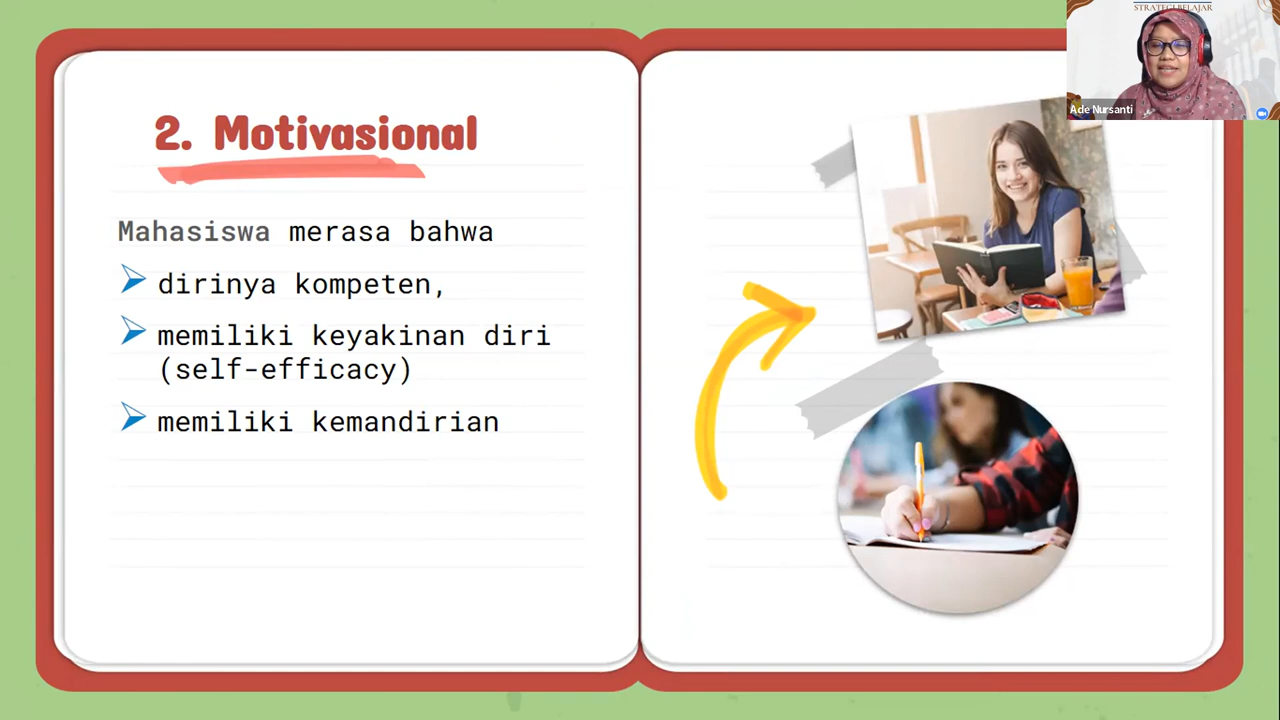 STRATEGI BELAJAR
Ade Nursanti
2. Motivasional
Mahasiswa merasa bahwa
dirinya kompeten,
memiliki keyakinan diri
(self-efficacy)
memiliki kemandirian